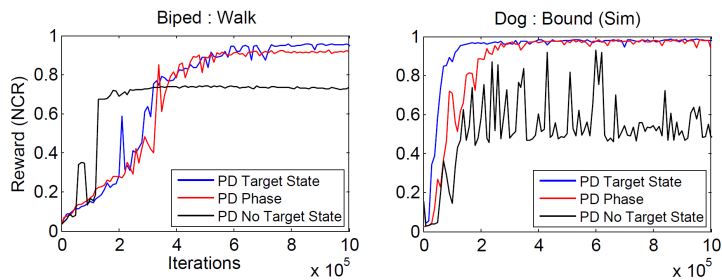 Biped : Walk
Reward (NCR)
1
0.8
0.6
0.4
0.2
0
PD Target State
PD Phase
PD No Target State
0 2 4 6 8 10
Iterations
x 10^5
Dog : Bound (Sim)
1
0.8
0.6
0.4
0.2
0
PD Target State
PD Phase
PD No Target State
0 2 4 6 8 10
x 10^5